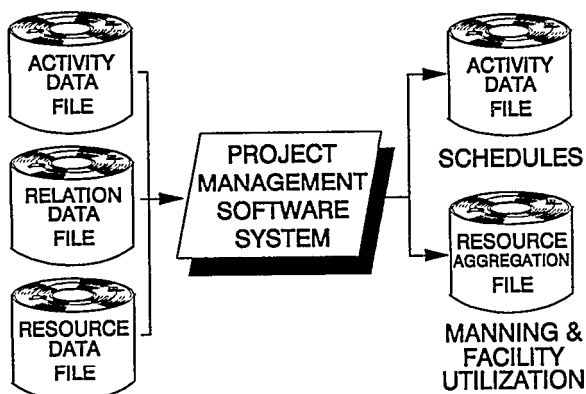 ACTIVITY
DATA
FILE
RELATION
DATA
FILE
RESOURCE
DATA
FILE
PROJECT
MANAGEMENT
SOFTWARE
SYSTEM
ACTIVITY
DATA
FILE
SCHEDULES
RESOURCE
AGGREGATION
FILE
MANNING &
FACILITY
UTILIZATION